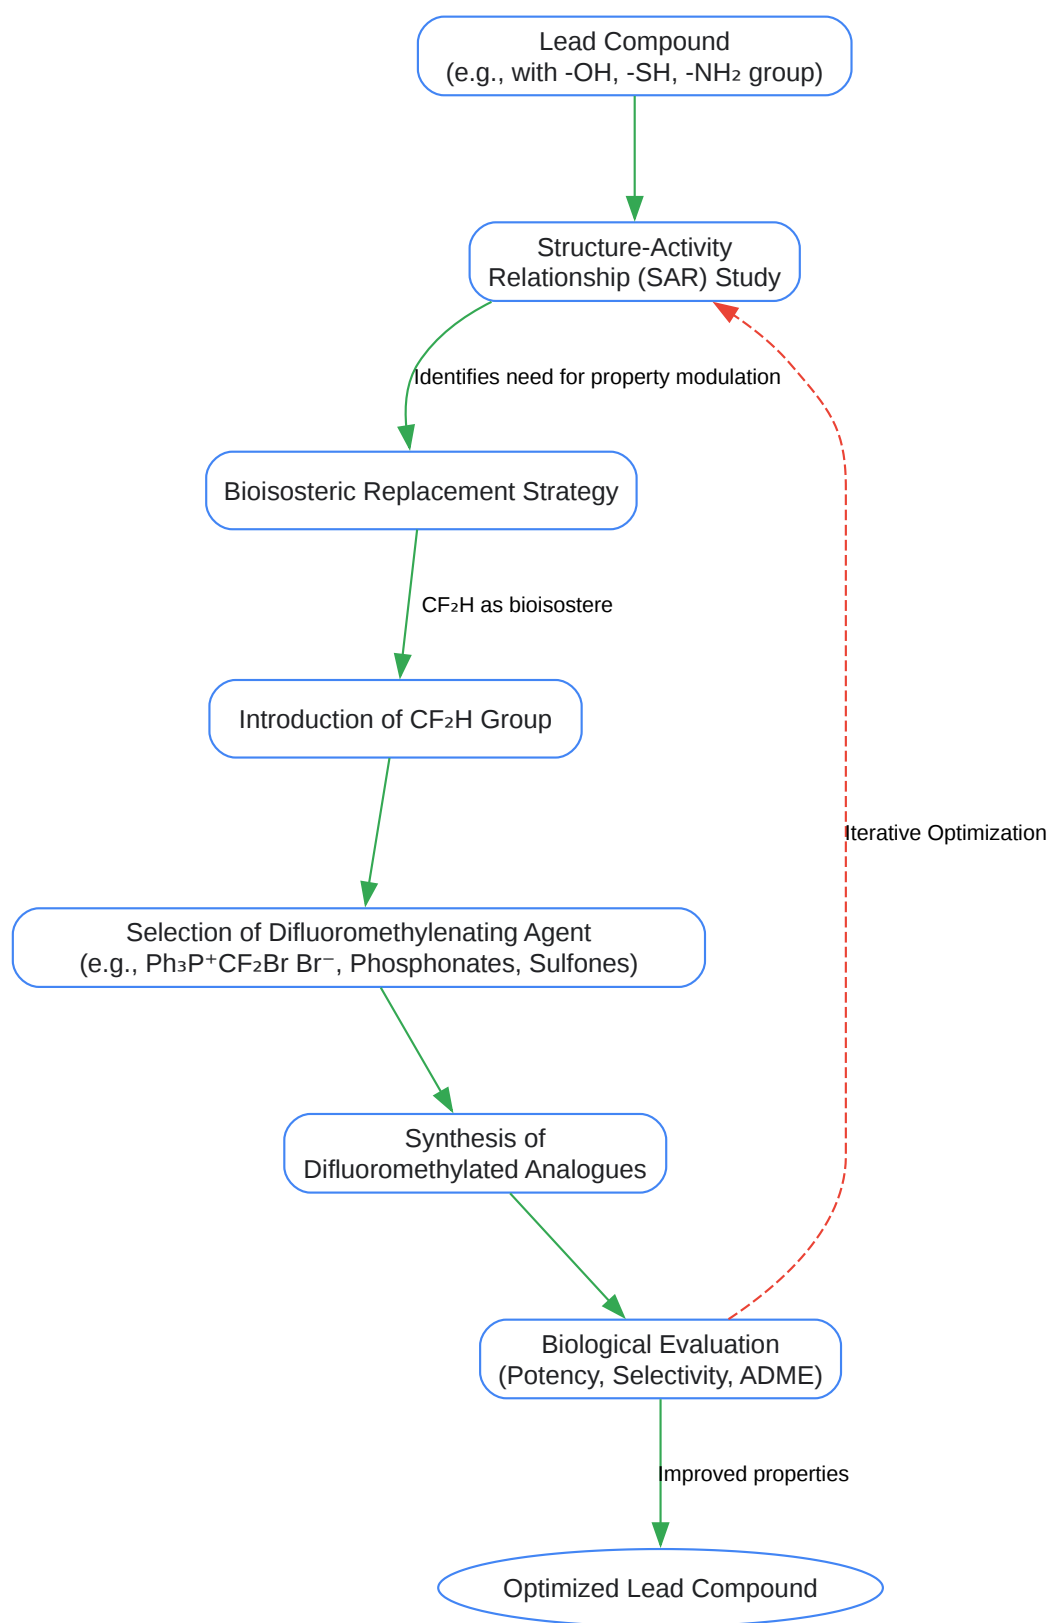 Lead Compound
(e.g., with -OH, -SH, -NH₂ group)
Structure-Activity
Relationship (SAR) Study
Identifies need for property modulation
Bioisosteric Replacement Strategy
CF₂H as bioisostere
Introduction of CF₂H Group
Iterative Optimization
Selection of Difluoromethylenating Agent
(e.g., Ph₃P⁺CF₂Br Br⁻, Phosphonates, Sulfones)
Synthesis of
Difluoromethylated Analogues
Biological Evaluation
(Potency, Selectivity, ADME)
Improved properties
Optimized Lead Compound